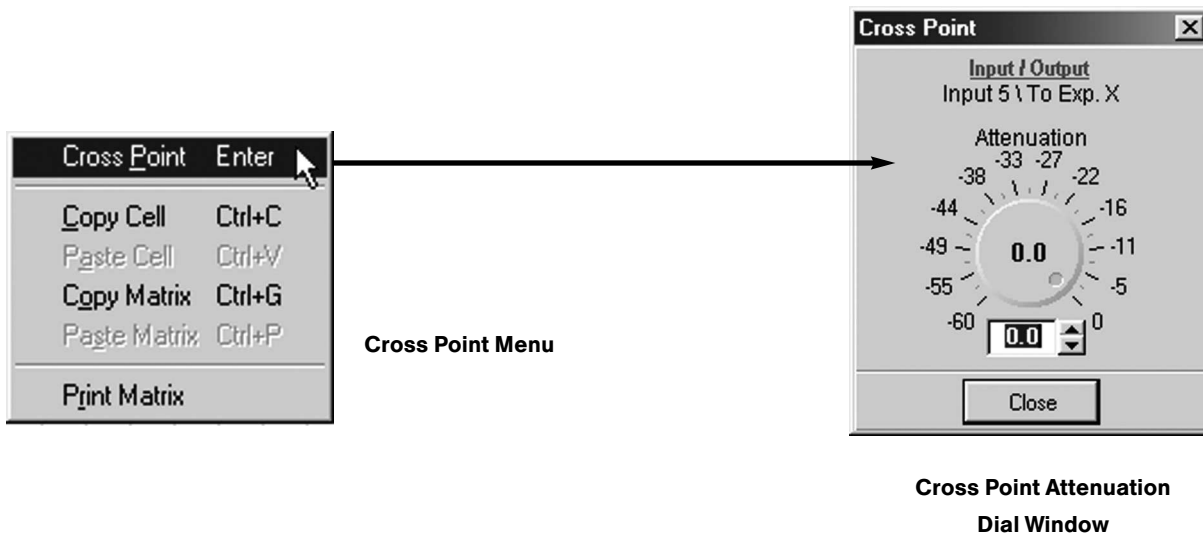 Cross Point Enter
Copy Cell Ctrl+C
Paste Cell Ctrl+V
Copy Matrix Ctrl+G
Paste Matrix Ctrl+P
Print Matrix
Cross Point Menu
Cross Point
Input / Output
Input 5 \ To Exp. X
Attenuation
-33 -27
-38 -22
-44 -16
-49 0.0 -11
-55 -5
-60 0.0 0
Close
Cross Point Attenuation
Dial Window